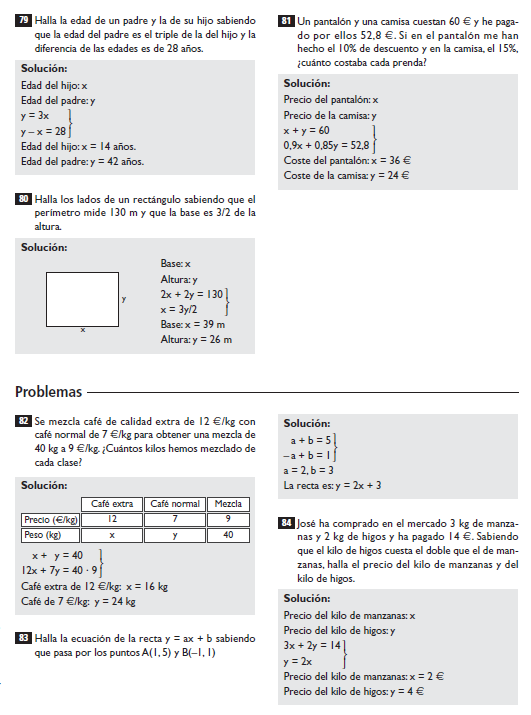 79 Halla la edad de un padre y la de su hijo sabiendo
que la edad del padre es el triple de la del hijo y la
diferencia de las edades es de 28 años.
Solución:
Edad del hijo: x
Edad del padre: y
y = 3x
y – x = 28
Edad del hijo: x = 14 años.
Edad del padre: y = 42 años.
80 Halla los lados de un rectángulo sabiendo que el
perímetro mide 130 m y que la base es 3/2 de la
altura.
Solución:
y
x
Base: x
Altura: y
2x + 2y = 130
x = 3y/2
Base: x = 39 m
Altura: y = 26 m
81 Un pantalón y una camisa cuestan 60 € y he paga-
do por ellos 52,8 €. Si en el pantalón me han
hecho el 10% de descuento y en la camisa, el 15%,
¿cuánto costaba cada prenda?
Solución:
Precio del pantalón: x
Precio de la camisa: y
x + y = 60
0,9x + 0,85y = 52,8
Coste del pantalón: x = 36 €
Coste de la camisa: y = 24 €
Problemas
82 Se mezcla café de calidad extra de 12 €/kg con
café normal de 7 €/kg para obtener una mezcla de
40 kg a 9 €/kg. ¿Cuántos kilos hemos mezclado de
cada clase?
Solución:
Café extra Café normal Mezcla
Precio (€/kg) 12 7 9
Peso (kg) x y 40
x + y = 40
12x + 7y = 40 · 9
Café extra de 12 €/kg: x = 16 kg
Café de 7 €/kg: y = 24 kg
83 Halla la ecuación de la recta y = ax + b sabiendo
que pasa por los puntos A(1, 5) y B(–1, 1)
Solución:
a + b = 5
– a + b = 1
a = 2, b = 3
La recta es: y = 2x + 3
84 José ha comprado en el mercado 3 kg de manza-
nas y 2 kg de higos y ha pagado 14 €. Sabiendo
que el kilo de higos cuesta el doble que el de man-
zanas, halla el precio del kilo de manzanas y del
kilo de higos.
Solución:
Precio del kilo de manzanas: x
Precio del kilo de higos: y
3x + 2y = 14
y = 2x
Precio del kilo de manzanas: x = 2 €
Precio del kilo de higos: y = 4 €